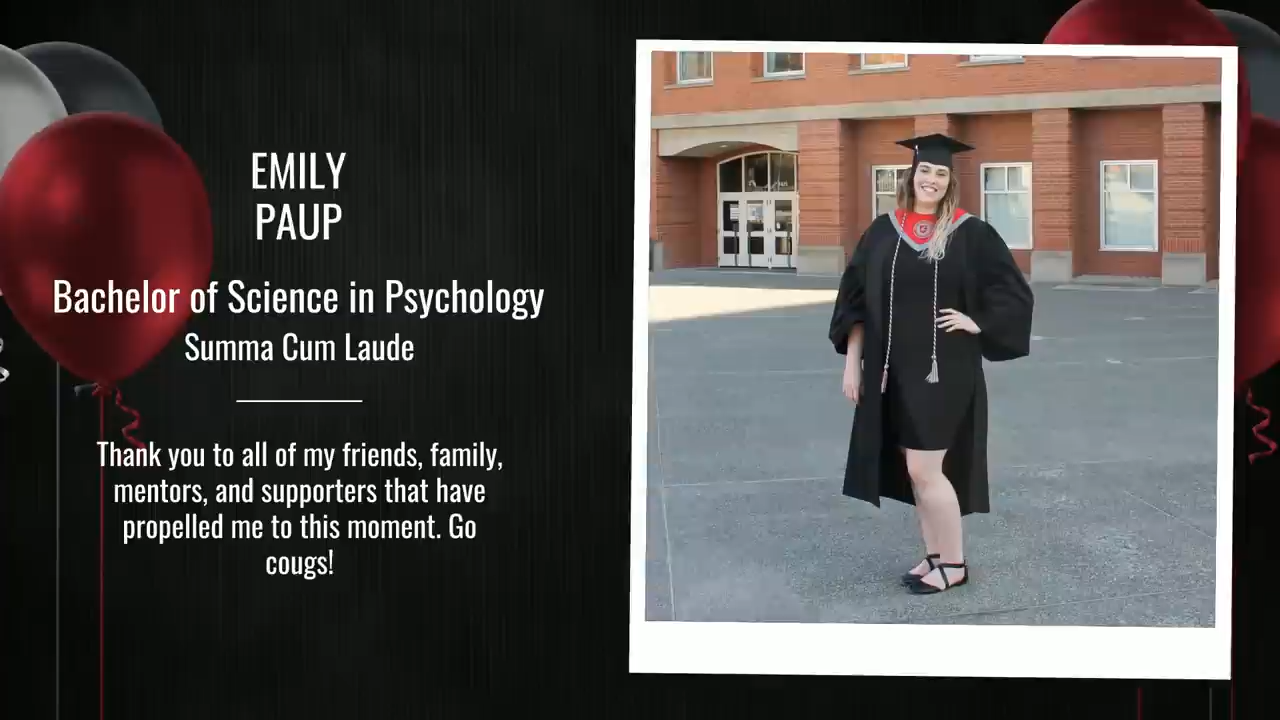 EMILY
PAUP
Bachelor of Science in Psychology
Summa Cum Laude
Thank you to all of my friends, family,
mentors, and supporters that have
propelled me to this moment. Go
cougs!